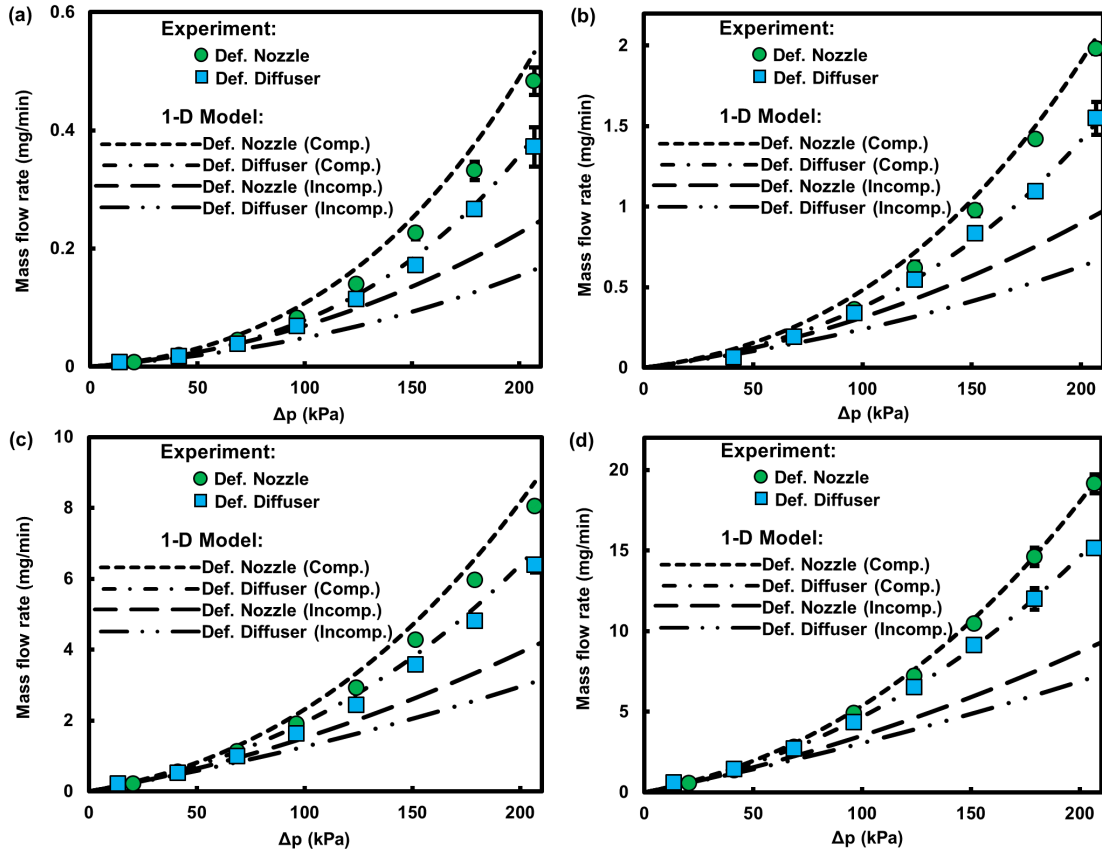 (a)
Mass flow rate (mg/min)
0.6
0.4
0.2
0
Experiment:
Def. Nozzle
Def. Diffuser
1-D Model:
Def. Nozzle (Comp.)
Def. Diffuser (Comp.)
Def. Nozzle (Incomp.)
Def. Diffuser (Incomp.)
0 50 100 150 200
Δp (kPa)
(b)
Mass flow rate (mg/min)
2
1.5
1
0.5
0
Experiment:
Def. Nozzle
Def. Diffuser
1-D Model:
Def. Nozzle (Comp.)
Def. Diffuser (Comp.)
Def. Nozzle (Incomp.)
Def. Diffuser (Incomp.)
0 50 100 150 200
Δp (kPa)
(c)
Mass flow rate (mg/min)
10
8
6
4
2
0
Experiment:
Def. Nozzle
Def. Diffuser
1-D Model:
Def. Nozzle (Comp.)
Def. Diffuser (Comp.)
Def. Nozzle (Incomp.)
Def. Diffuser (Incomp.)
0 50 100 150 200
Δp (kPa)
(d)
Mass flow rate (mg/min)
20
15
10
5
0
Experiment:
Def. Nozzle
Def. Diffuser
1-D Model:
Def. Nozzle (Comp.)
Def. Diffuser (Comp.)
Def. Nozzle (Incomp.)
Def. Diffuser (Incomp.)
0 50 100 150 200
Δp (kPa)